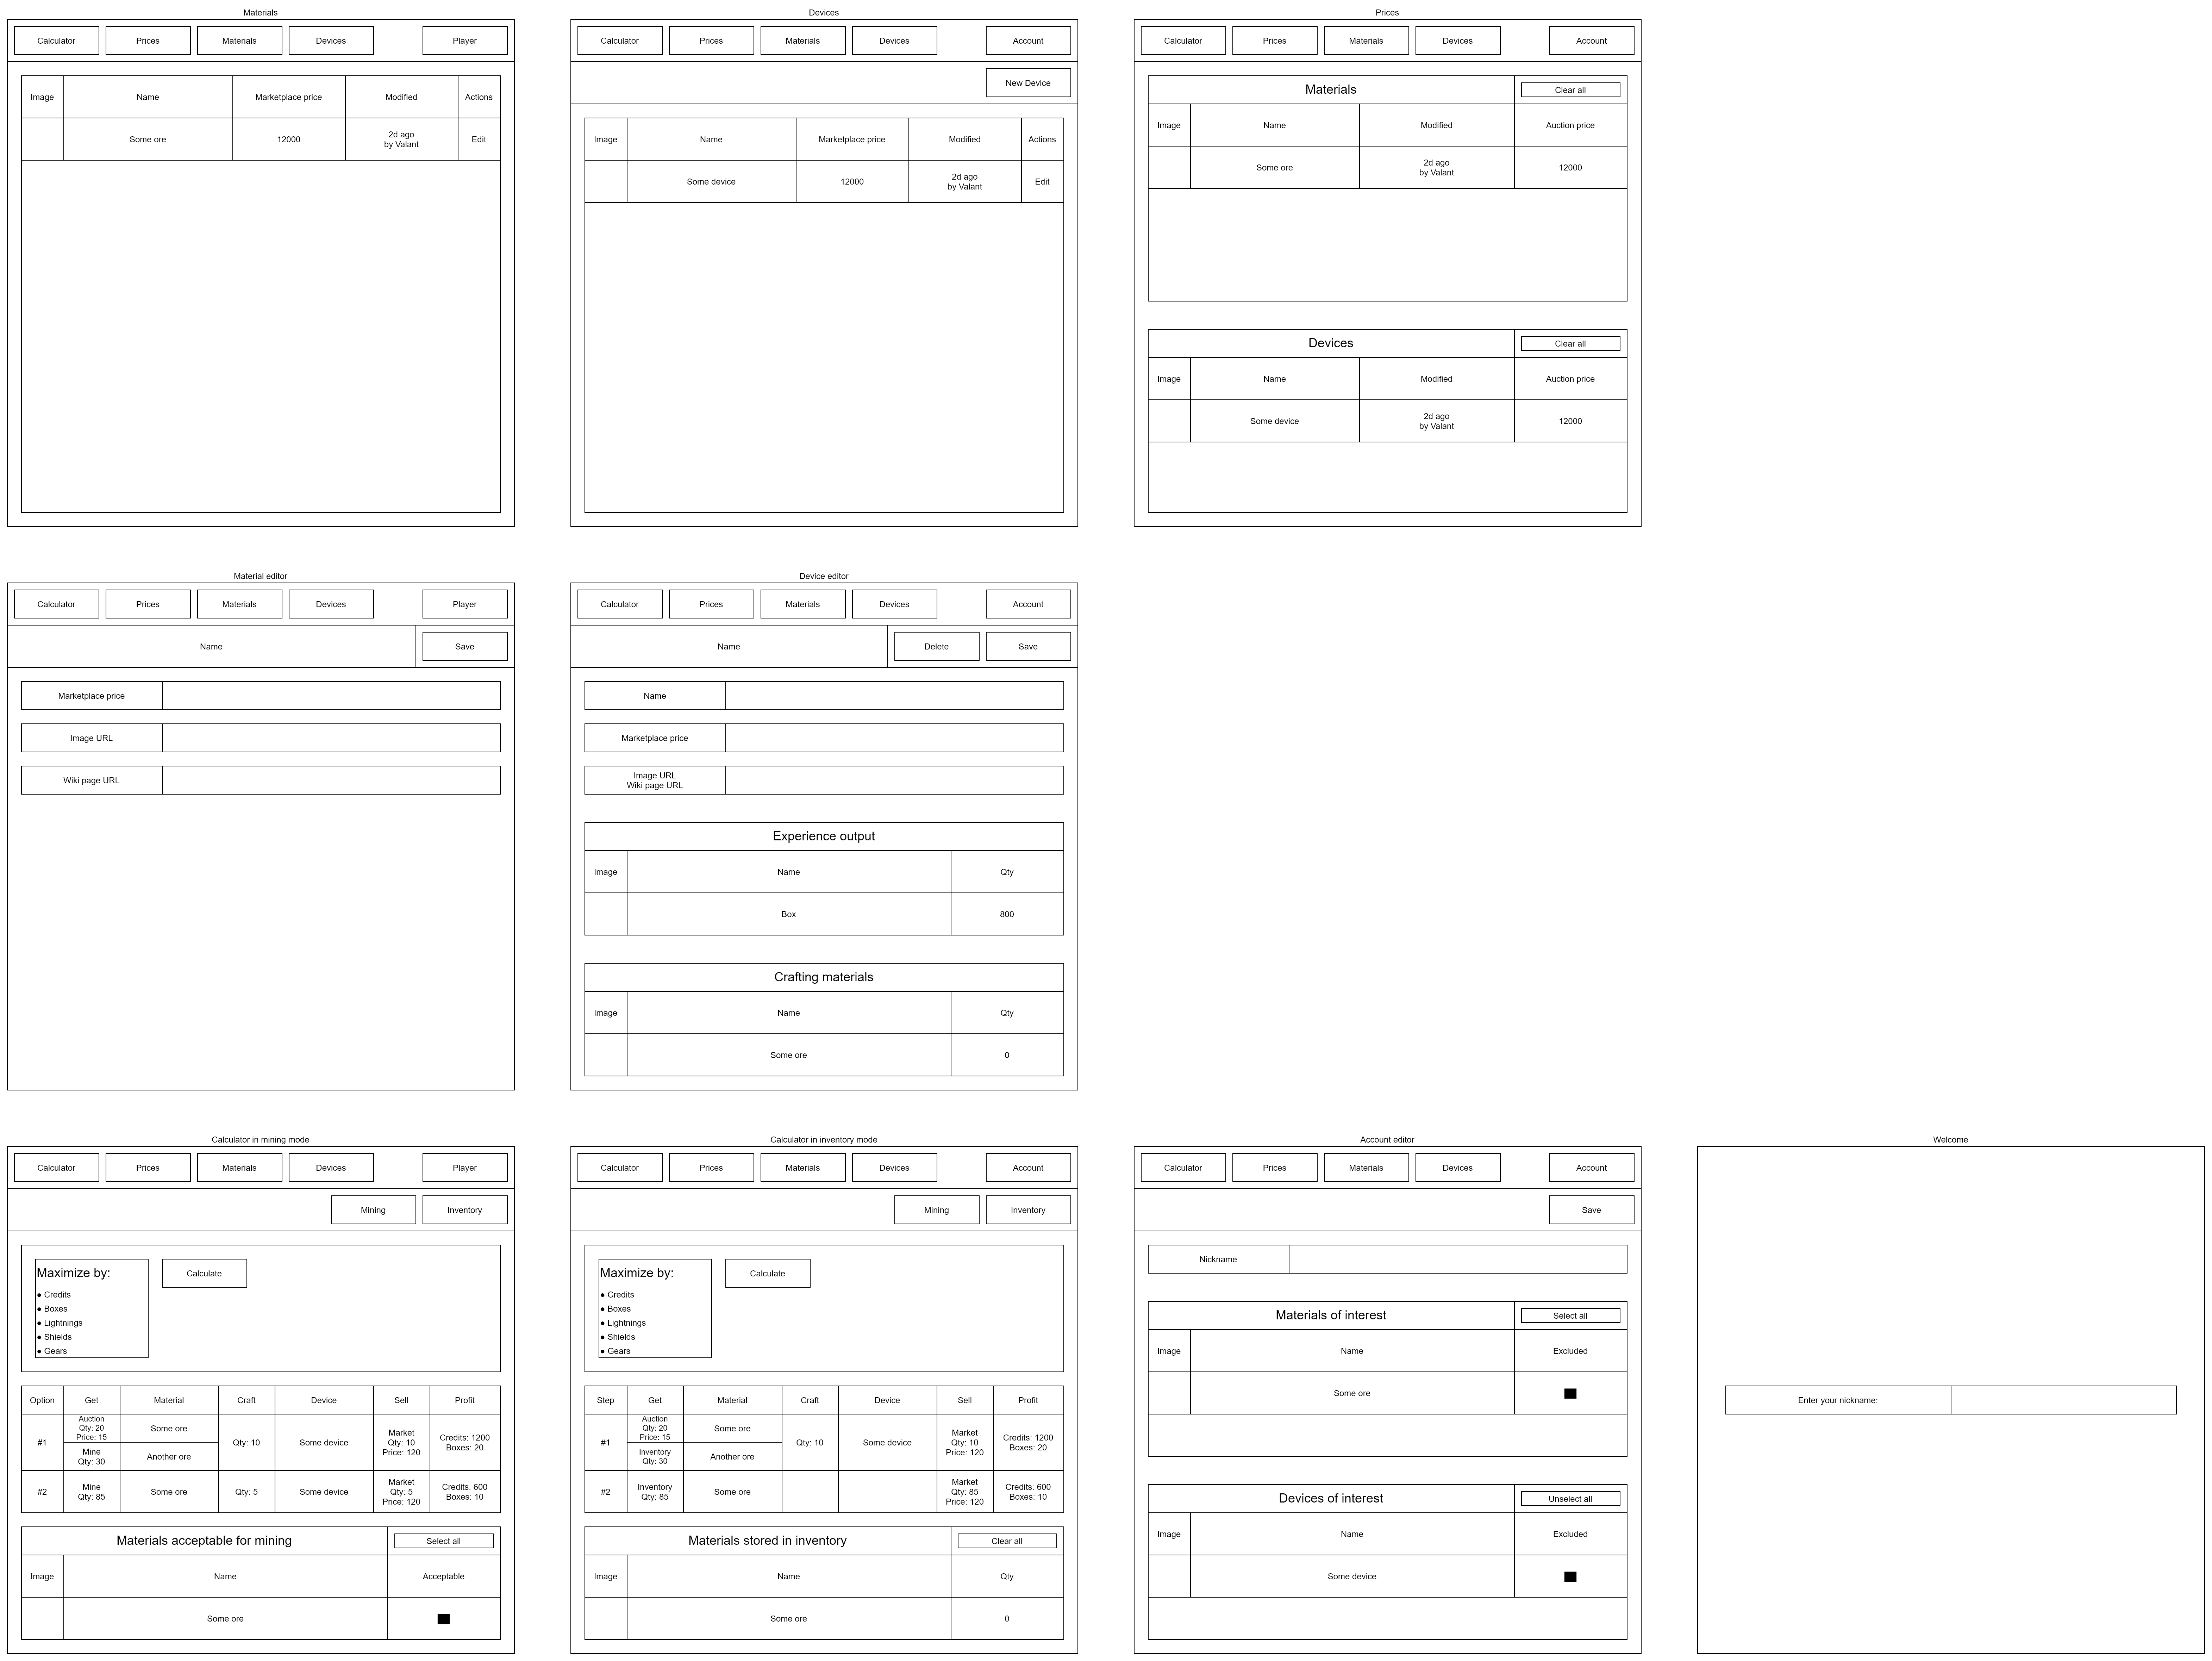 Materials
Calculator
Prices
Materials
Devices
Player
Image
Name
Marketplace price
Modified
Actions
Some ore
12000
2d ago
by Valant
Edit
Devices
Calculator
Prices
Materials
Devices
Account
New Device
Image
Name
Marketplace price
Modified
Actions
Some device
12000
2d ago
by Valant
Edit
Prices
Calculator
Prices
Materials
Devices
Account
Materials
Clear all
Image
Name
Modified
Auction price
Some ore
2d ago
by Valant
12000
Devices
Clear all
Image
Name
Modified
Auction price
Some device
2d ago
by Valant
12000
Material editor
Calculator
Prices
Materials
Devices
Player
Name
Save
Marketplace price
Image URL
Wiki page URL
Device editor
Calculator
Prices
Materials
Devices
Account
Name
Delete
Save
Name
Marketplace price
Image URL
Wiki page URL
Experience output
Image
Name
Qty
Box
800
Crafting materials
Image
Name
Qty
Some ore
0
Calculator in mining mode
Calculator
Prices
Materials
Devices
Player
Mining
Inventory
Maximize by:
● Credits
● Boxes
● Lightnings
● Shields
● Gears
Calculate
Option
Get
Material
Craft
Device
Sell
Profit
#1
Auction
Qty: 20
Price: 15
Some ore
Mine
Qty: 30
Another ore
Qty: 10
Some device
Market
Qty: 10
Price: 120
Credits: 1200
Boxes: 20
#2
Mine
Qty: 85
Some ore
Qty: 5
Some device
Market
Qty: 5
Price: 120
Credits: 600
Boxes: 10
Materials acceptable for mining
Select all
Image
Name
Acceptable
Some ore
Calculator in inventory mode
Calculator
Prices
Materials
Devices
Account
Mining
Inventory
Maximize by:
● Credits
● Boxes
● Lightnings
● Shields
● Gears
Calculate
Step
Get
Material
Craft
Device
Sell
Profit
#1
Auction
Qty: 20
Price: 15
Some ore
Inventory
Qty: 30
Another ore
Qty: 10
Some device
Market
Qty: 10
Price: 120
Credits: 1200
Boxes: 20
#2
Inventory
Qty: 85
Some ore
Market
Qty: 85
Price: 120
Credits: 600
Boxes: 10
Materials stored in inventory
Clear all
Image
Name
Qty
Some ore
0
Account editor
Calculator
Prices
Materials
Devices
Account
Save
Nickname
Materials of interest
Select all
Image
Name
Excluded
Some ore
Devices of interest
Unselect all
Image
Name
Excluded
Some device
Welcome
Enter your nickname: